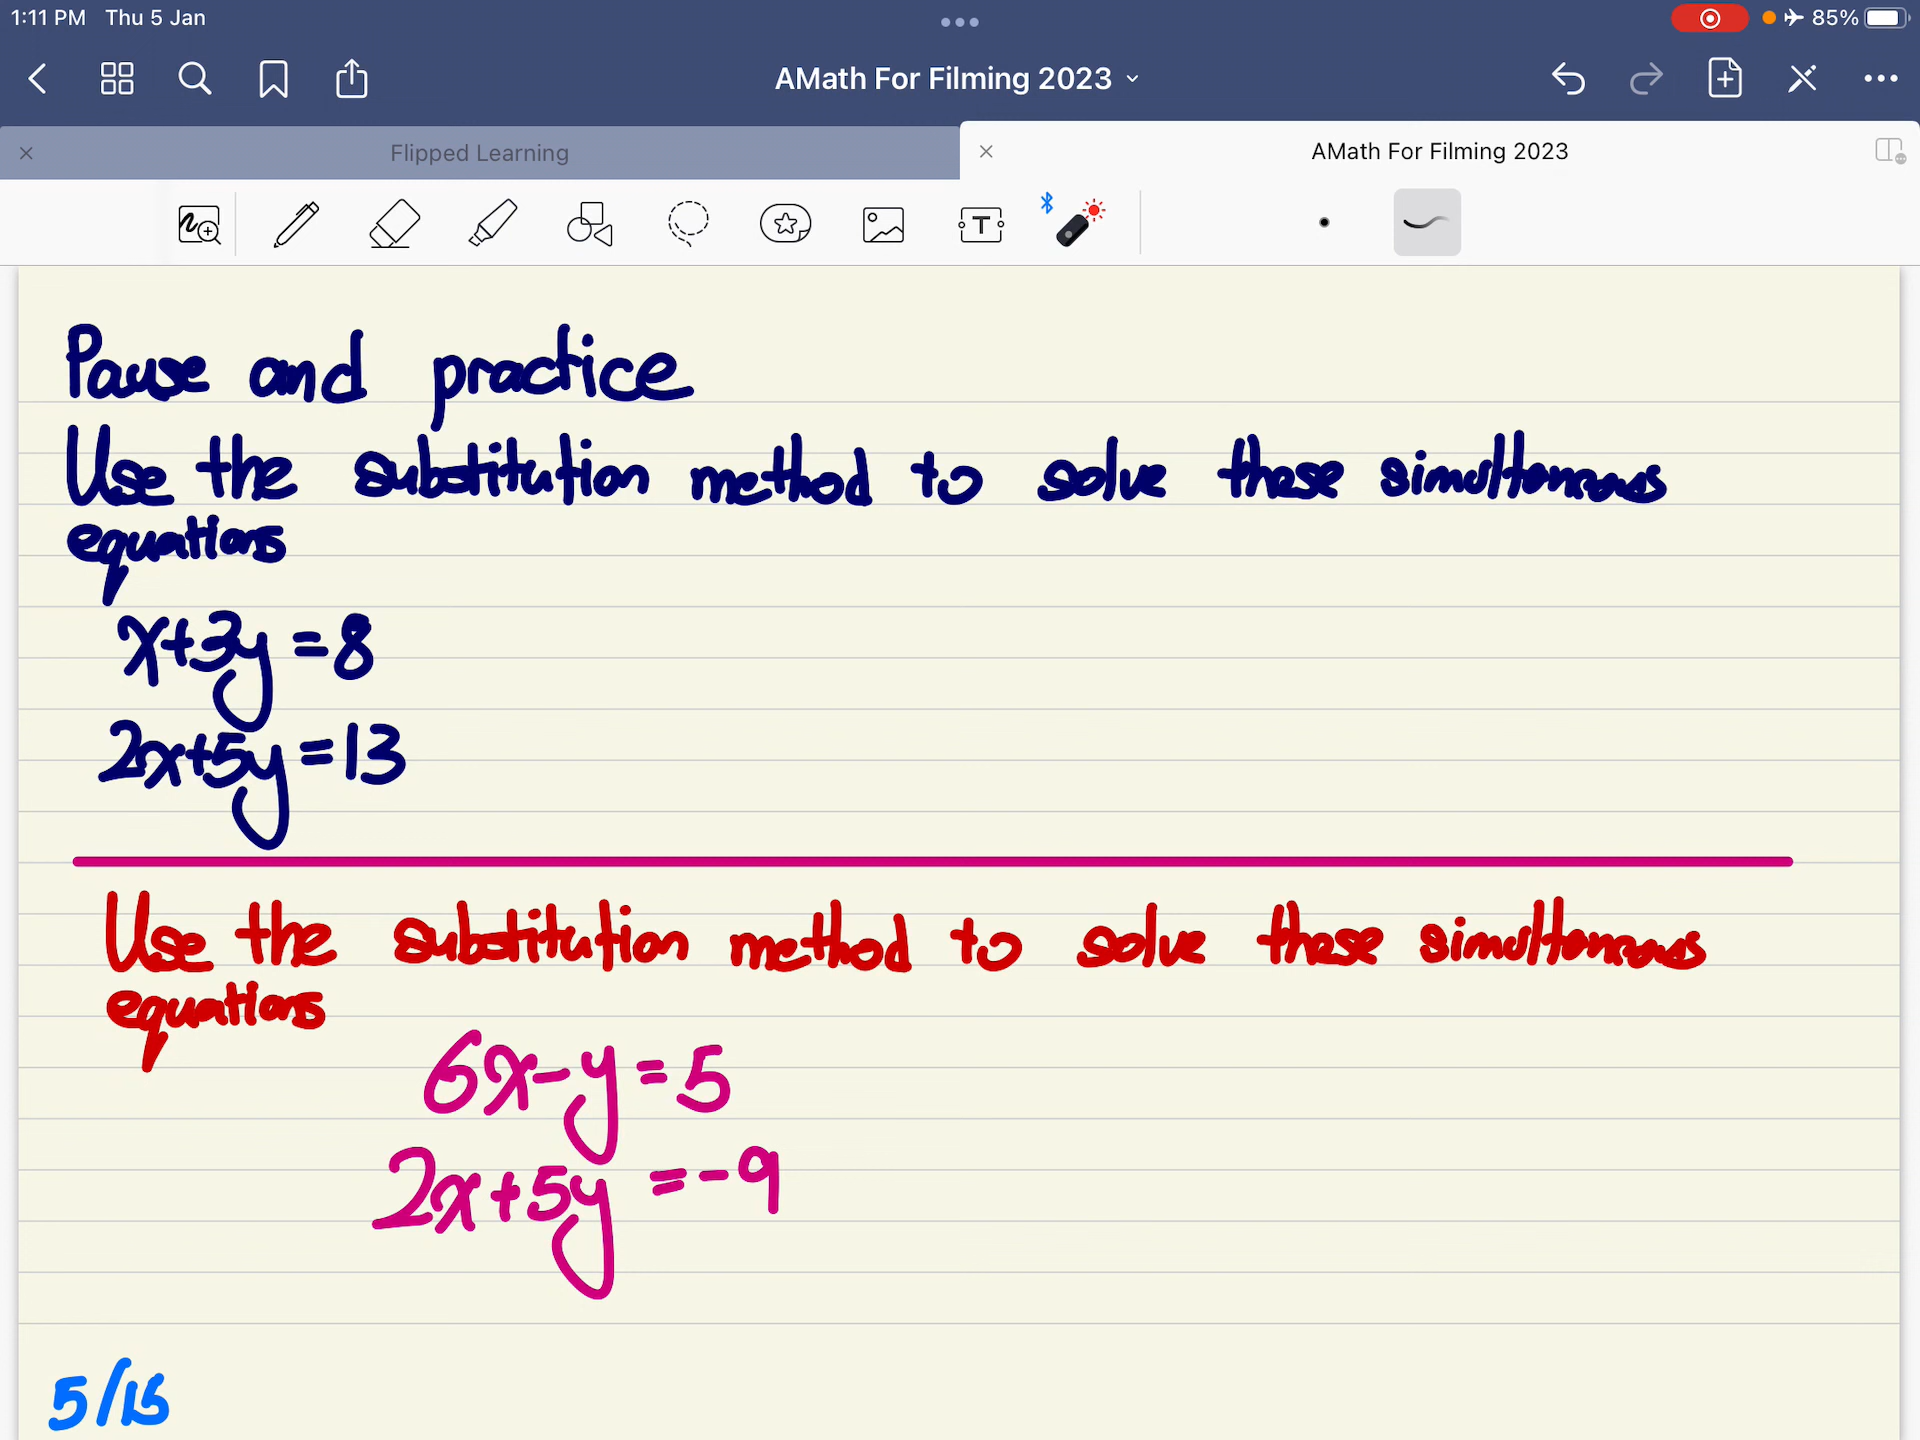 1:11 PM Thu 5 Jan
85%
AMath For Filming 2023
Flipped Learning
AMath For Filming 2023
T
Pause and practice
Use the substitution method to solve these simultaneous
equations
x+3y=8
2x+5y=13
Use the substitution method to solve these simultaneous
equations
6x-y=5
2x+5y=-9
5/15